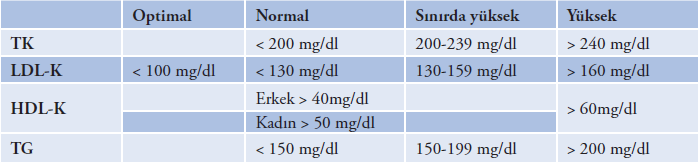 Optimal Normal Sınırda yüksek Yüksek
TK < 200 mg/dl 200-239 mg/dl > 240 mg/dl
LDL-K < 100 mg/dl < 130 mg/dl 130-159 mg/dl > 160 mg/dl
HDL-K Erkek > 40mg/dl > 60mg/dl
Kadın > 50 mg/dl
TG < 150 mg/dl 150-199 mg/dl > 200 mg/dl